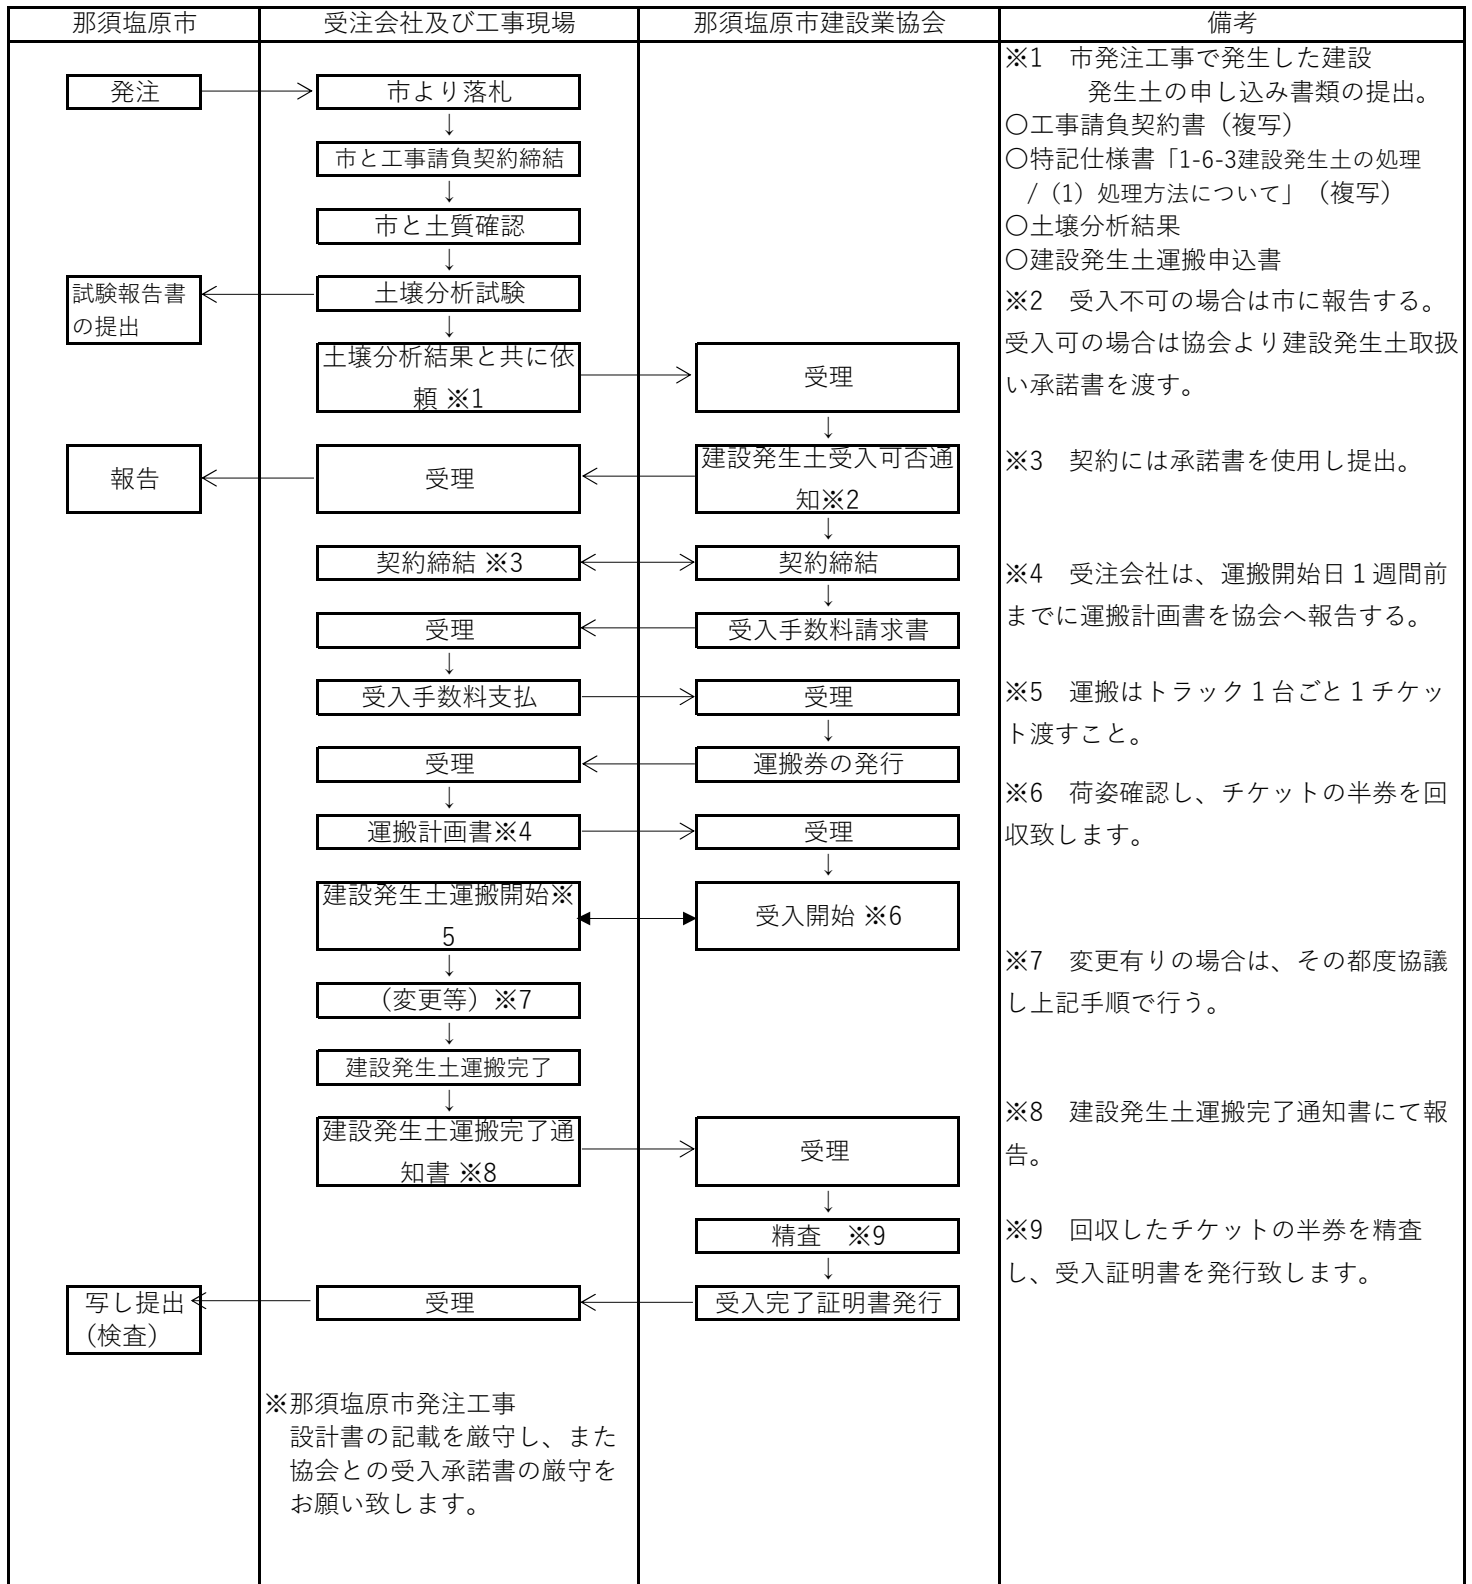 那須塩原市
受注会社及び工事現場
那須塩原市建設業協会
備考
発注
市より落札
↓
市と工事請負契約締結
↓
市と土質確認
↓
土壌分析試験
試験報告書
の提出
↓
土壌分析結果と共に依
頼 ※1
受理
↓
建設発生土受入可否通
知※2
受理
報告
↓
契約締結 ※3
契約締結
↓
受入手数料請求書
受理
↓
受入手数料支払
受理
↓
運搬券の発行
受理
↓
運搬計画書※4
受理
↓
建設発生土運搬開始※
5
受入開始 ※6
↓
（変更等）※7
↓
建設発生土運搬完了
↓
建設発生土運搬完了通
知書 ※8
受理
↓
精査　※9
↓
受入完了証明書発行
受理
写し提出
（検査）
※那須塩原市発注工事
設計書の記載を厳守し、また
協会との受入承諾書の厳守を
お願い致します。
※1　市発注工事で発生した建設
発生土の申し込み書類の提出。
〇工事請負契約書（複写）
〇特記仕様書「1-6-3建設発生土の処理
/（1）処理方法について」（複写）
〇土壌分析結果
〇建設発生土運搬申込書
※2　受入不可の場合は市に報告する。
受入可の場合は協会より建設発生土取扱
い承諾書を渡す。
※3　契約には承諾書を使用し提出。
※4　受注会社は、運搬開始日１週間前
までに運搬計画書を協会へ報告する。
※5　運搬はトラック１台ごと１チケッ
ト渡すこと。
※6　荷姿確認し、チケットの半券を回
収致します。
※7　変更有りの場合は、その都度協議
し上記手順で行う。
※8　建設発生土運搬完了通知書にて報
告。
※9　回収したチケットの半券を精査
し、受入証明書を発行致します。